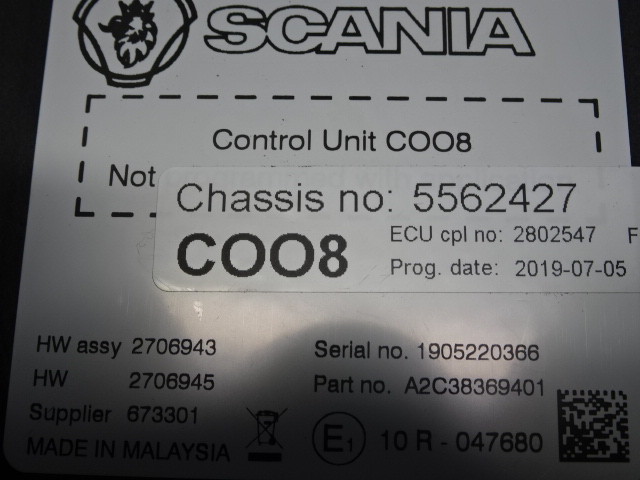 SCANIA
Control Unit COO8
Not
Chassis no: 5562427
COO8
ECU cpl no: 2802547 F
Prog. date: 2019-07-05
HW assy 2706943
HW 2706945
Supplier 673301
MADE IN MALAYSIA
Serial no. 1905220366
Part no. A2C38369401
E1 10 R - 047680